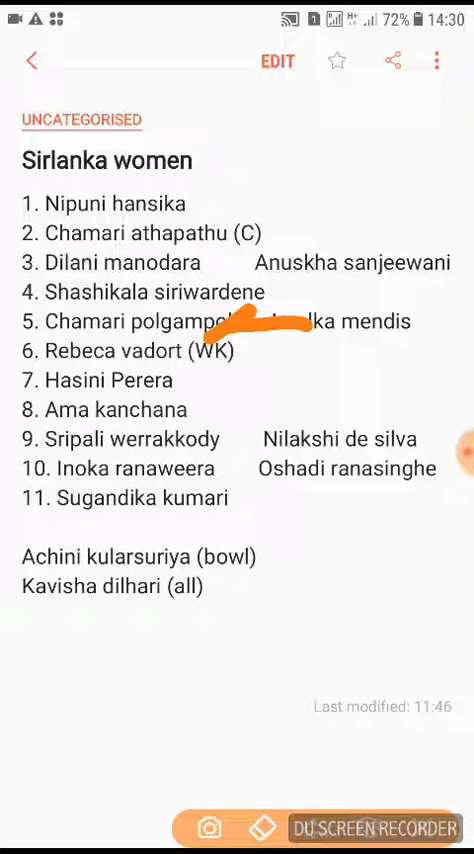 1 H+ 72% 14:30
EDIT
UNCATEGORISED
Sirlanka women
1. Nipuni hansika
2. Chamari athapathu (C)
3. Dilani manodara Anuskha sanjeewani
4. Shashikala siriwardene
5. Chamari mendis
6. Rebeca vadort (WK)
7. Hasini Perera
8. Ama kanchana
9. Sripali werrakkody Nilakshi de silva
10. Inoka ranaweera Oshadi ranasinghe
11. Sugandika kumari
Achini kularsuriya (bowl)
Kavisha dilhari (all)
Last modified: 11:46
DU SCREEN RECORDER